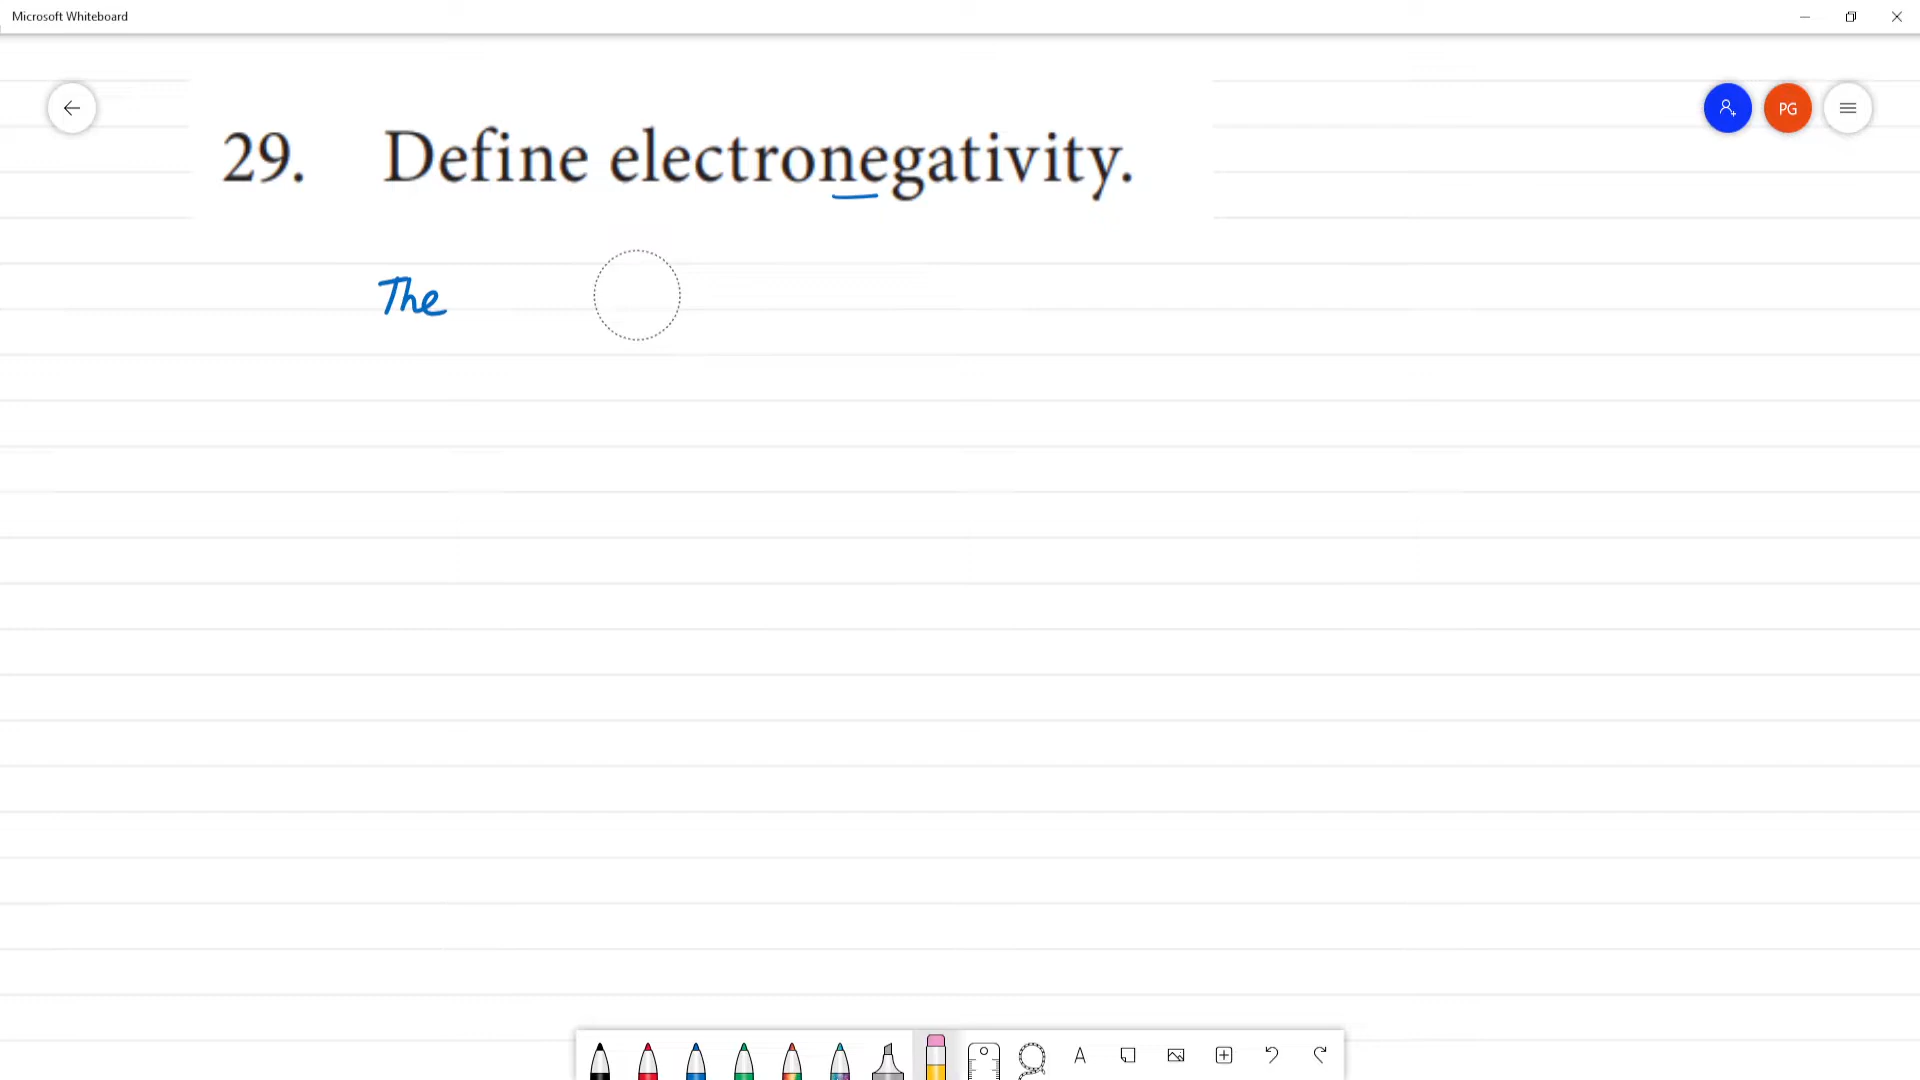 Microsoft Whiteboard
PG
29. Define electronegativity.
The
A